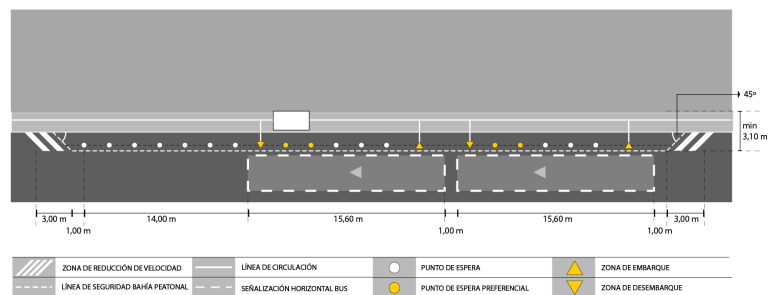 45º
min
3,10 m
3,00 m
14,00 m
15,60 m
15,60 m
3,00 m
1,00 m
1,00 m
1,00 m
ZONA DE REDUCCIÓN DE VELOCIDAD
LÍNEA DE CIRCULACIÓN
PUNTO DE ESPERA
ZONA DE EMBARQUE
LÍNEA DE SEGURIDAD BAHÍA PEATONAL
SEÑALIZACIÓN HORIZONTAL BUS
PUNTO DE ESPERA PREFERENCIAL
ZONA DE DESEMBARQUE